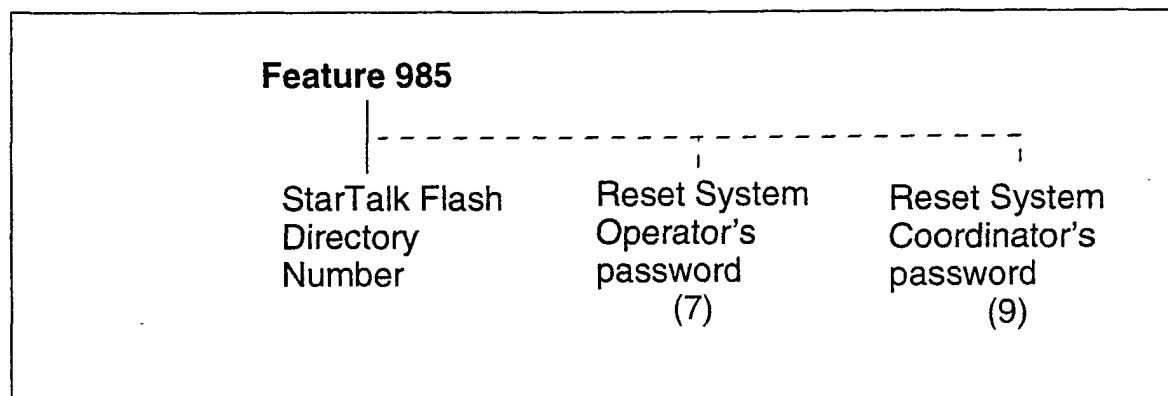 Feature 985
StarTalk Flash
Directory
Number
Reset System
Operator's
password
(7)
Reset System
Coordinator's
password
(9)